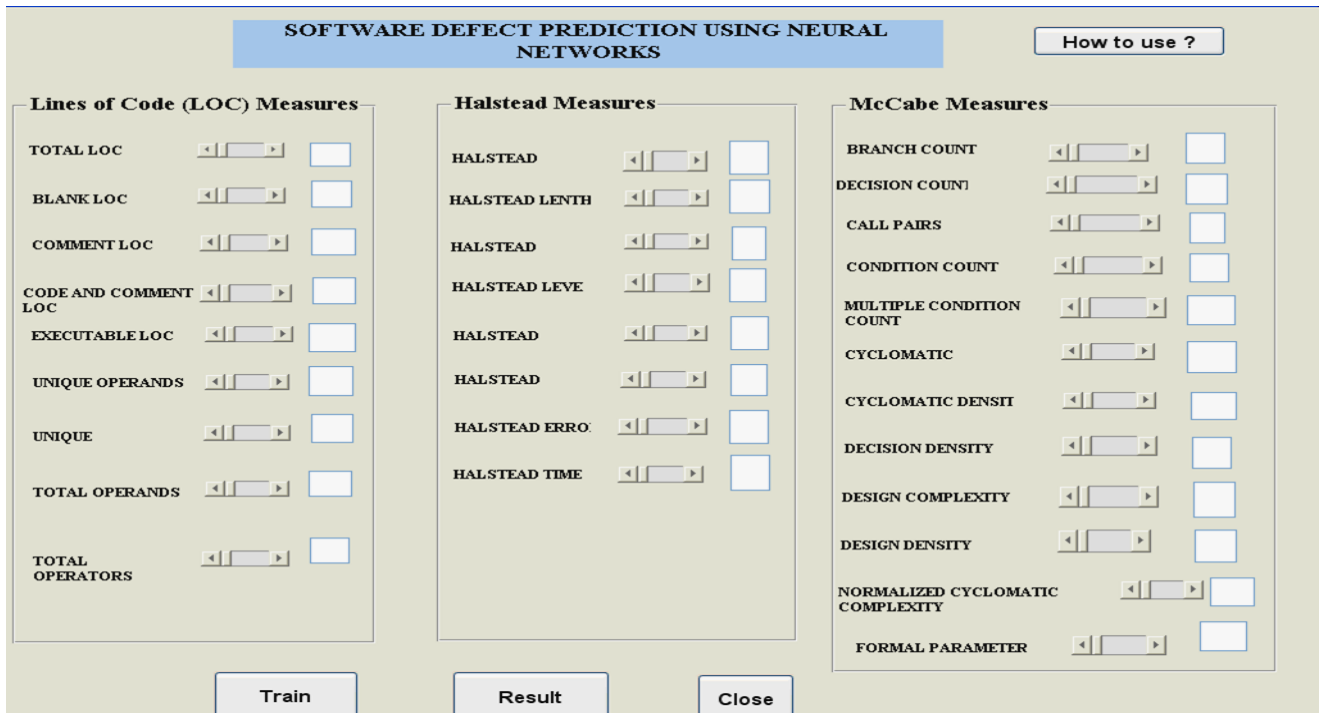 SOFTWARE DEFECT PREDICTION USING NEURAL
NETWORKS
How to use ?
Lines of Code (LOC) Measures
TOTAL LOC
BLANK LOC
COMMENT LOC
CODE AND COMMENT
LOC
EXECUTABLE LOC
UNIQUE OPERANDS
UNIQUE
TOTAL OPERANDS
TOTAL
OPERATORS
Halstead Measures
HALSTEAD
HALSTEAD LENTH
HALSTEAD
HALSTEAD LEVE
HALSTEAD
HALSTEAD
HALSTEAD ERRO
HALSTEAD TIME
McCabe Measures
BRANCH COUNT
DECISION COUNT
CALL PAIRS
CONDITION COUNT
MULTIPLE CONDITION
COUNT
CYCLOMATIC
CYCLOMATIC DENSIT
DECISION DENSITY
DESIGN COMPLEXITY
DESIGN DENSITY
NORMALIZED CYCLOMATIC
COMPLEXITY
FORMAL PARAMETER
Train
Result
Close